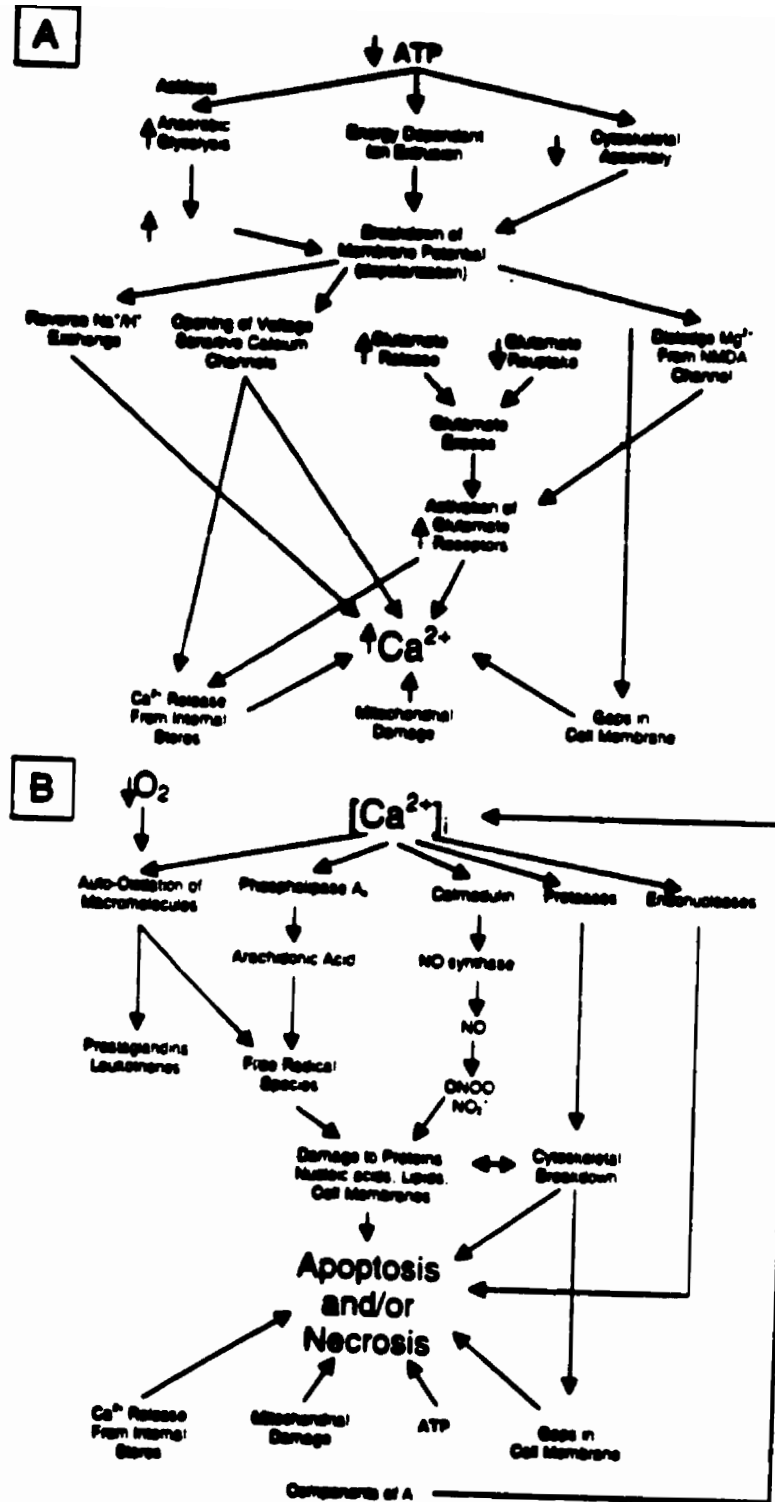 A
ATP
Acidosis
Anaerobic
Glycolysis
Energy Dependent
Ion Extrusion
Cytoskeletal
Assembly
Breakdown of
Membrane Potential
(depolarization)
Reverse Na⁺/H⁺
Exchange
Opening of Voltage
Sensitive Calcium
Channels
Glutamate
Release
Glutamate
Reuptake
Dislodge Mg²⁺
From NMDA
Channel
Glutamate
Excess
Activation of
Glutamate
Receptors
Ca²⁺
Ca²⁺ Release
From Internal
Stores
Mitochondrial
Damage
Gaps in
Cell Membrane
B
O₂
[Ca²⁺]ᵢ
Auto-Oxidation of
Macromolecules
Phospholipase A₂
Calmodulin
Proteases
Endonucleases
Arachidonic Acid
NO synthase
Prostaglandins
Leukotrienes
Free Radical
Species
NO
ONOO
NO₂⁻
Damage to Proteins
Nucleic acids, Lipids,
Cell Membranes
Cytoskeletal
Breakdown
Apoptosis
and/or
Necrosis
Ca²⁺ Release
From Internal
Stores
Mitochondrial
Damage
ATP
Gaps in
Cell Membrane
Components of A